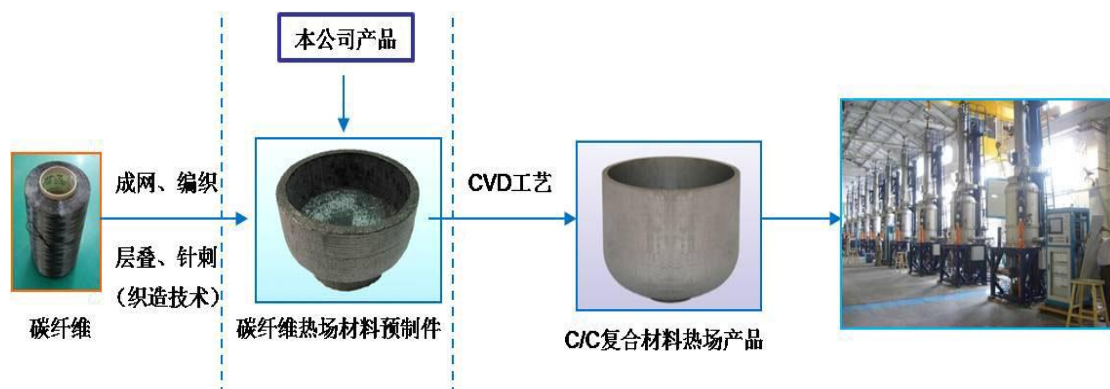 本公司产品
成网、编织
层叠、针刺
（织造技术）
碳纤维
碳纤维热场材料预制件
CVD工艺
C/C复合材料热场产品